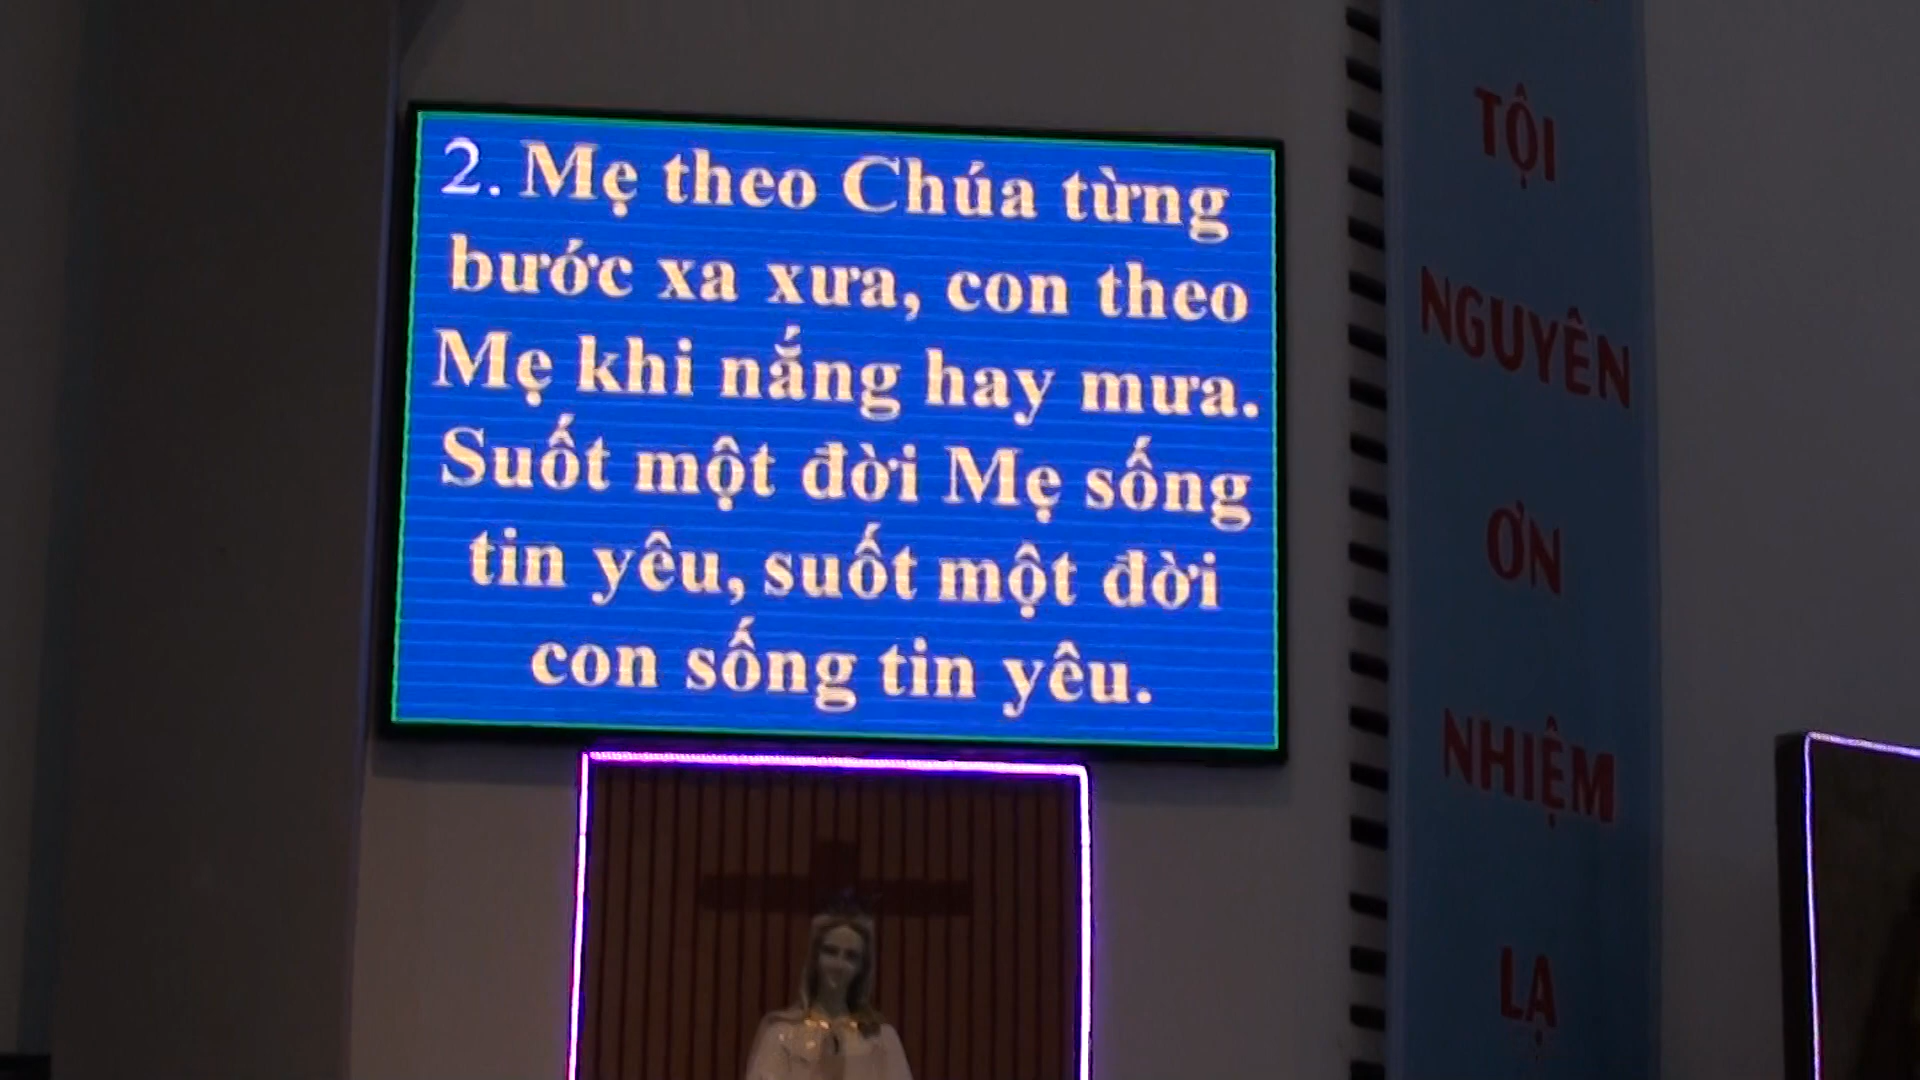 2. Mẹ theo Chúa từng
bước xa xưa, con theo
Mẹ khi nắng hay mưa.
Suốt một đời Mẹ sống
tin yêu, suốt một đời
con sống tin yêu.
TỘI
NGUYÊN
ƠN
NHIỆM
LẠ